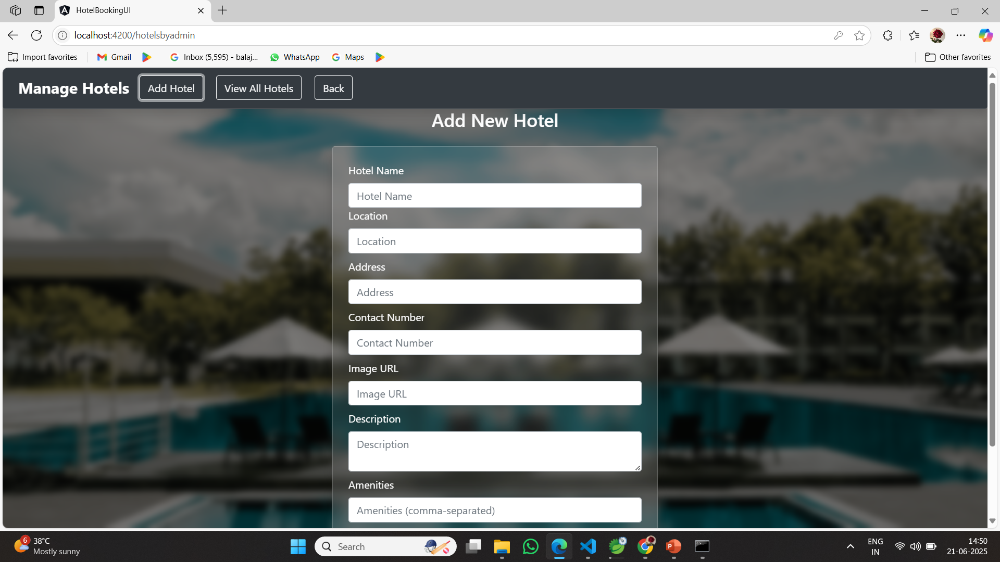 HotelBookingUI
localhost:4200/hotelsbyadmin
Import favorites
Gmail
Inbox (5,595) - balaj...
WhatsApp
Maps
Other favorites
Manage Hotels
Add Hotel
View All Hotels
Back
Add New Hotel
Hotel Name
Hotel Name
Location
Location
Address
Address
Contact Number
Contact Number
Image URL
Image URL
Description
Description
Amenities
Amenities (comma-separated)
6
38°C
Mostly sunny
Search
ENG
IN
14:50
21-06-2025